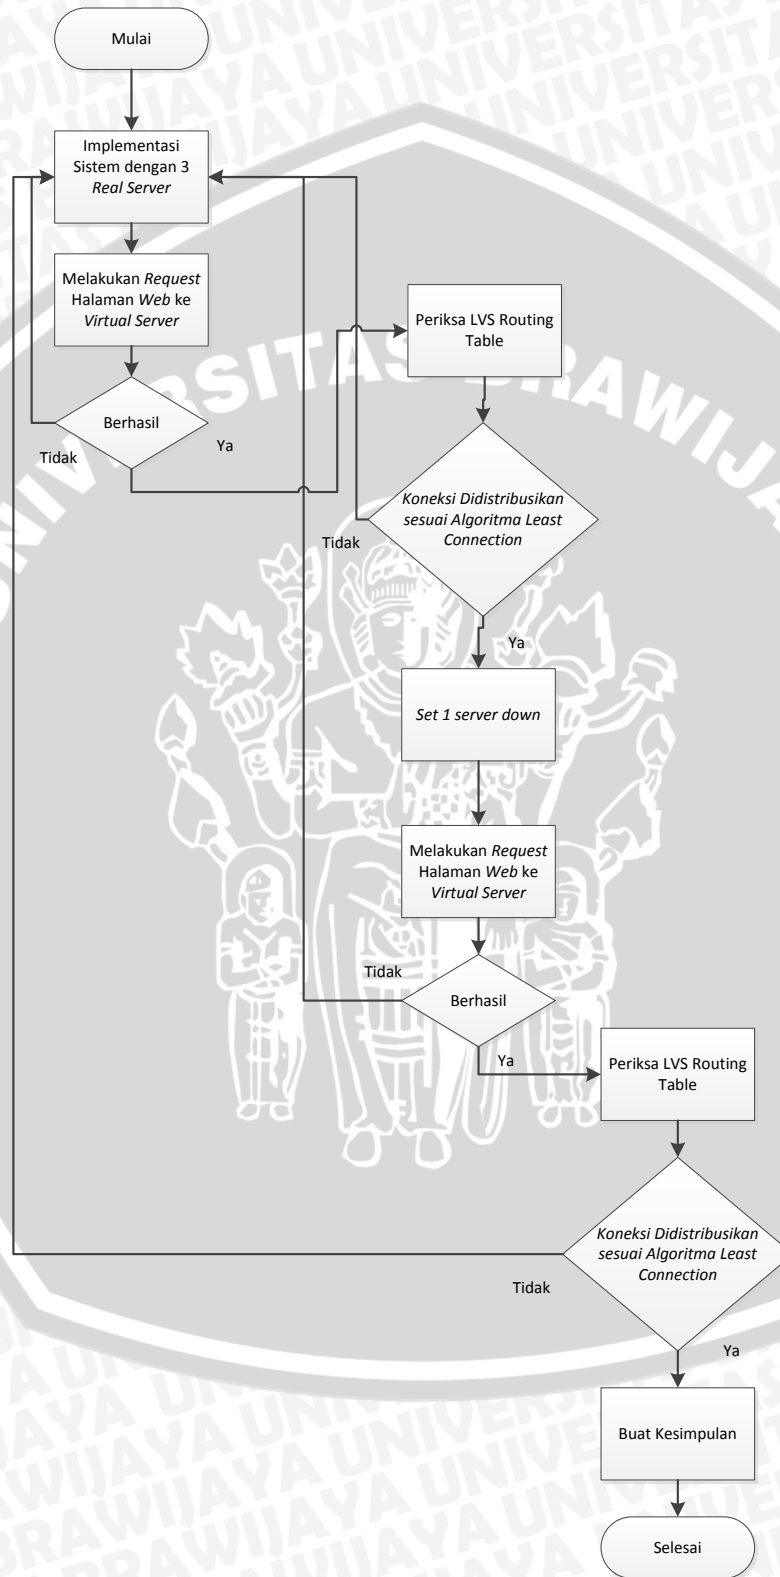 Mulai
Implementasi
Sistem dengan 3
Real Server
Melakukan Request
Halaman Web ke
Virtual Server
Berhasil
Tidak
Ya
Periksa LVS Routing
Table
Koneksi Didistribusikan
sesuai Algoritma Least
Connection
Tidak
Ya
Set 1 server down
Melakukan Request
Halaman Web ke
Virtual Server
Tidak
Berhasil
Ya
Periksa LVS Routing
Table
Koneksi Didistribusikan
sesuai Algoritma Least
Connection
Tidak
Ya
Buat Kesimpulan
Selesai